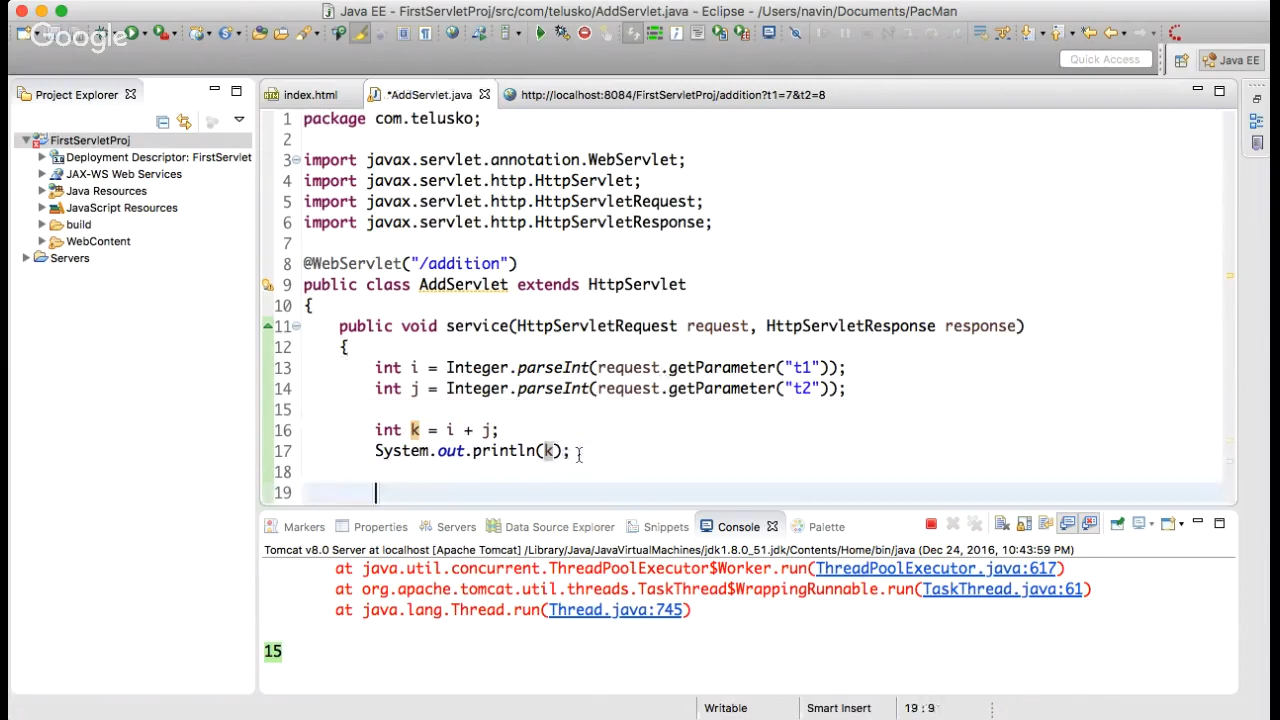 Java EE - FirstServletProj/src/com/telusko/AddServlet.java - Eclipse - /Users/navin/Documents/PacMan
Google
Quick Access
Java EE
Project Explorer
index.html
*AddServlet.java
http://localhost:8084/FirstServletProj/addition?t1=7&t2=8
FirstServletProj
Deployment Descriptor: FirstServlet
JAX-WS Web Services
Java Resources
JavaScript Resources
build
WebContent
Servers
1 package com.telusko;
2
3 import javax.servlet.annotation.WebServlet;
4 import javax.servlet.http.HttpServlet;
5 import javax.servlet.http.HttpServletRequest;
6 import javax.servlet.http.HttpServletResponse;
7
8 @WebServlet("/addition")
9 public class AddServlet extends HttpServlet
10 {
11 public void service(HttpServletRequest request, HttpServletResponse response)
12 {
13 int i = Integer.parseInt(request.getParameter("t1"));
14 int j = Integer.parseInt(request.getParameter("t2"));
15
16 int k = i + j;
17 System.out.println(k);
18
19
Markers
Properties
Servers
Data Source Explorer
Snippets
Console
Palette
Tomcat v8.0 Server at localhost [Apache Tomcat] /Library/Java/JavaVirtualMachines/jdk1.8.0_51.jdk/Contents/Home/bin/java (Dec 24, 2016, 10:43:59 PM)
at java.util.concurrent.ThreadPoolExecutor$Worker.run(ThreadPoolExecutor.java:617)
at org.apache.tomcat.util.threads.TaskThread$WrappingRunnable.run(TaskThread.java:61)
at java.lang.Thread.run(Thread.java:745)
15
Writable
Smart Insert
19 : 9